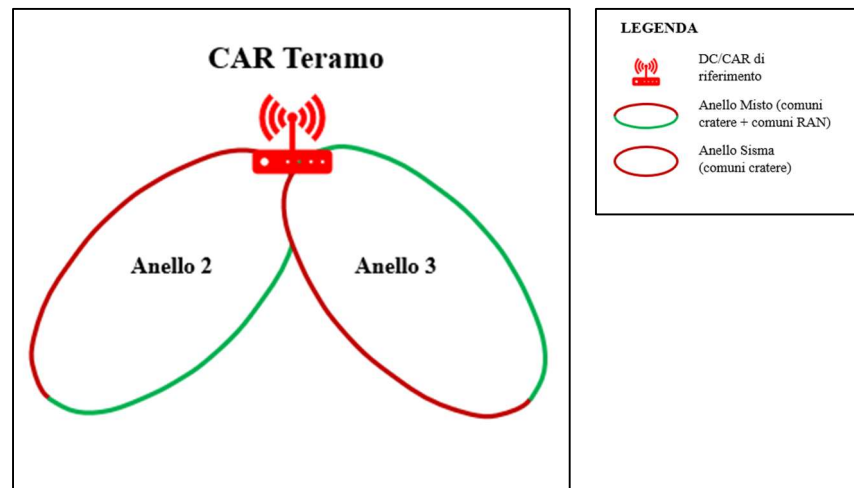 CAR Teramo
Anello 2
Anello 3
LEGENDA
DC/CAR di
riferimento
Anello Misto (comuni
cratere + comuni RAN)
Anello Sisma
(comuni cratere)